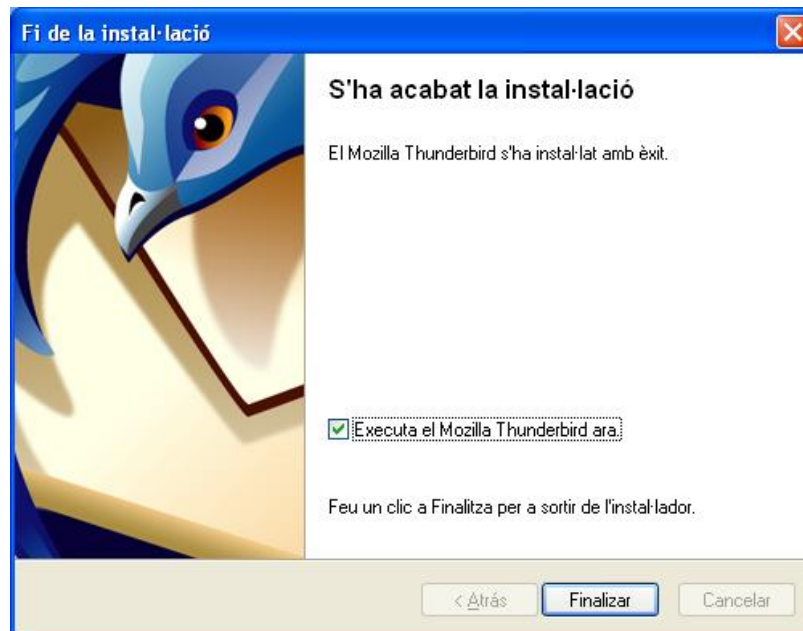 Fi de la instal·lació
S'ha acabat la instal·lació
El Mozilla Thunderbird s'ha instal·lat amb èxit.
Executa el Mozilla Thunderbird ara.
Feu un clic a Finalitza per a sortir de l'instal·lador.
< Atrás
Finalizar
Cancelar